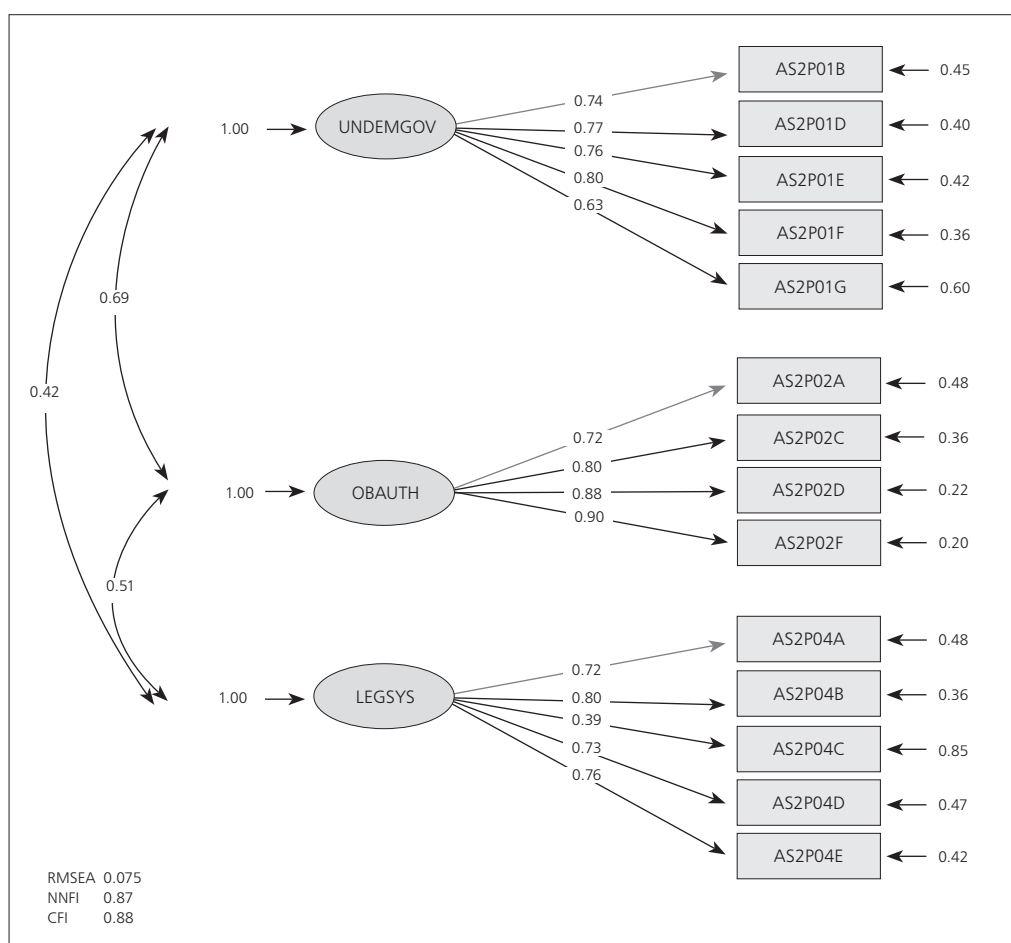 AS2P01B 0.45
1.00 UNDEMGOV 0.74 AS2P01D 0.40
0.77
0.76 AS2P01E 0.42
0.80
0.63 AS2P01F 0.36
AS2P01G 0.60
0.69
0.42
AS2P02A 0.48
0.72 AS2P02C 0.36
0.80
1.00 OBAUTH 0.88 AS2P02D 0.22
0.90
AS2P02F 0.20
0.51
AS2P04A 0.48
0.72
1.00 LEGSYS 0.80 AS2P04B 0.36
0.39
0.73 AS2P04C 0.85
0.76
AS2P04D 0.47
AS2P04E 0.42
RMSEA 0.075
NNFI 0.87
CFI 0.88